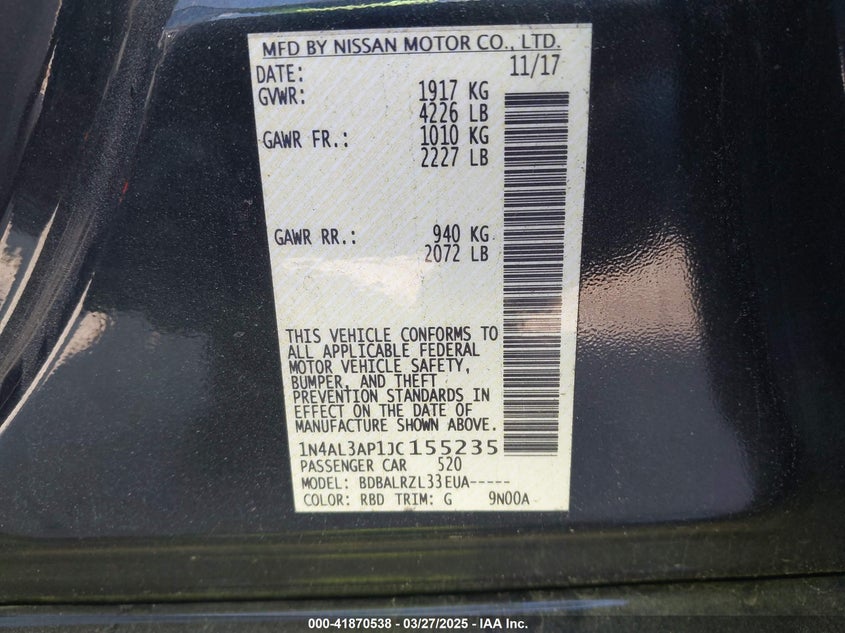 MFD BY NISSAN MOTOR CO., LTD.
DATE: 11/17
GVWR: 1917 KG
4226 LB
GAWR FR.: 1010 KG
2227 LB
GAWR RR.: 940 KG
2072 LB
THIS VEHICLE CONFORMS TO
ALL APPLICABLE FEDERAL
MOTOR VEHICLE SAFETY,
BUMPER, AND THEFT
PREVENTION STANDARDS IN
EFFECT ON THE DATE OF
MANUFACTURE SHOWN ABOVE.
1N4AL3AP1JC155235
PASSENGER CAR 520
MODEL: BDBALRZL33EUA-----
COLOR: RBD TRIM: G 9N00A
000-41870538 - 03/27/2025 - IAA Inc.